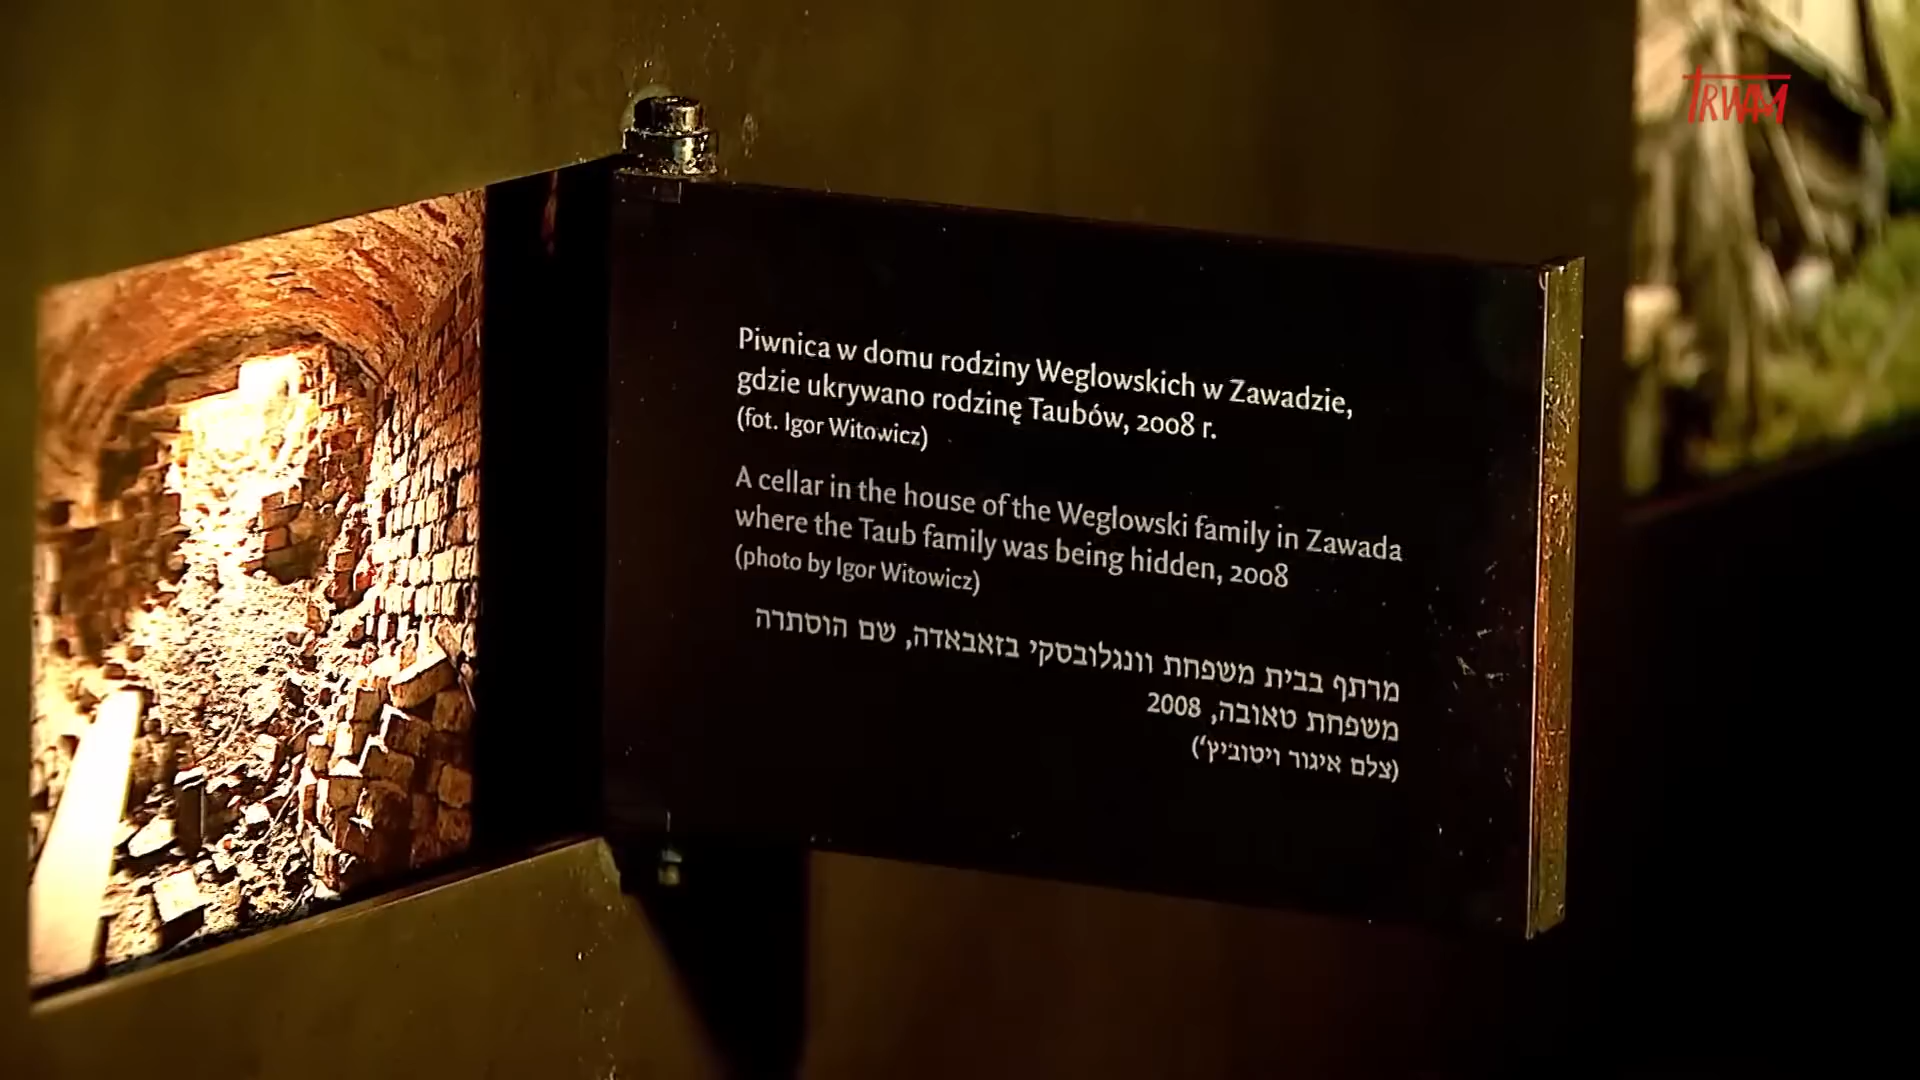 TRWAM
Piwnica w domu rodziny Weglowskich w Zawadzie,
gdzie ukrywano rodzinę Taubów, 2008 r.
(fot. Igor Witowicz)
A cellar in the house of the Weglowski family in Zawada
where the Taub family was being hidden, 2008
(photo by Igor Witowicz)
מרתף בבית משפחת וונגלובסקי בזאבאדה, שם הוסתרה
משפחת טאובה, 2008
(צלם איגור ויטוביץ')